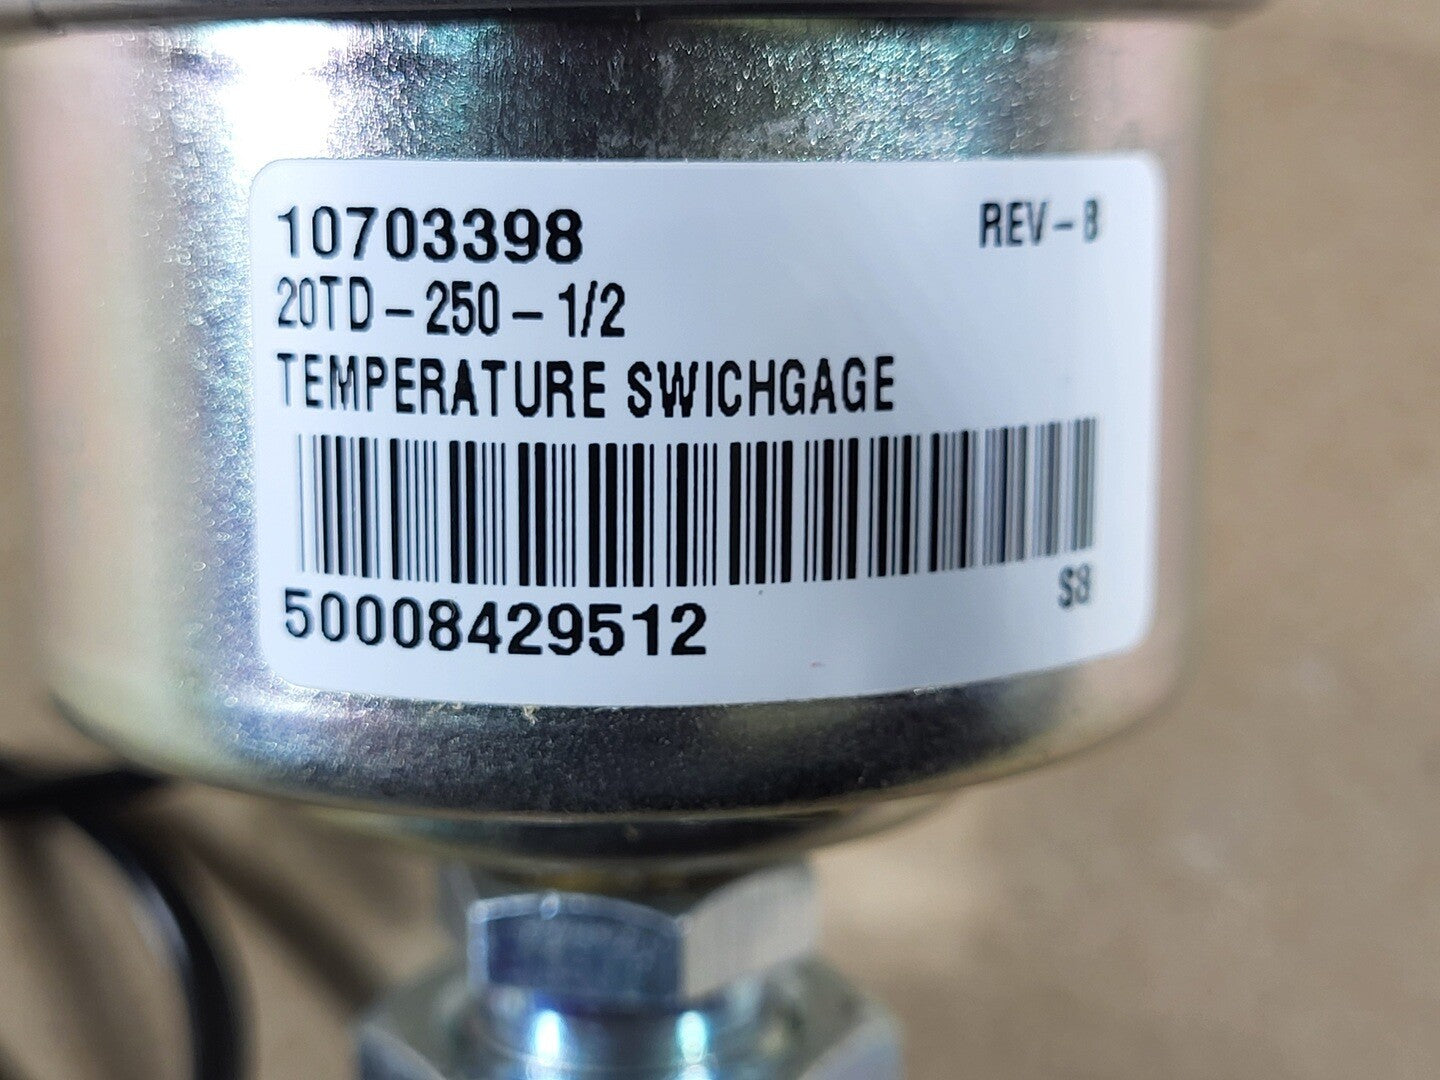 10703398 REV-B
20TD-250-1/2
TEMPERATURE SWICHGAGE
S8
50008429512